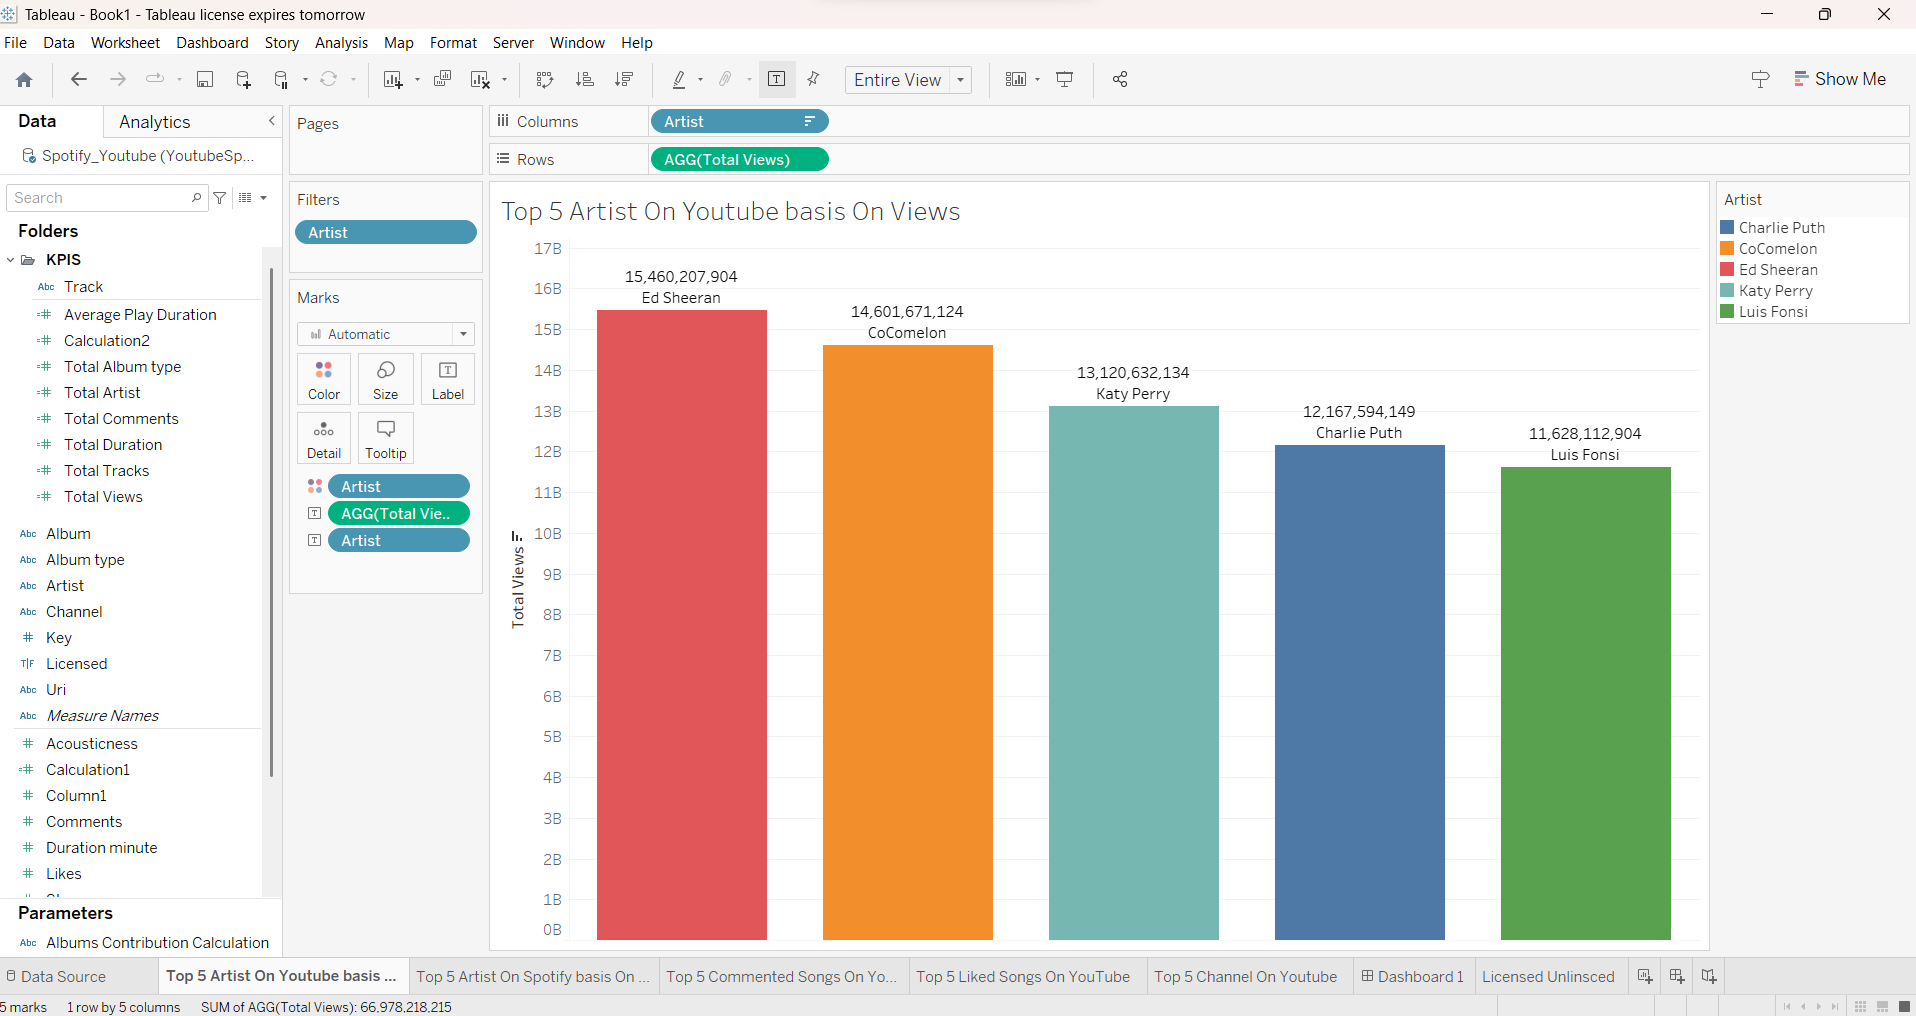 Tableau - Book1 - Tableau license expires tomorrow
File Data Worksheet Dashboard Story Analysis Map Format Server Window Help
Entire View
Show Me
Data Analytics
Spotify_Youtube (YoutubeSp...
Search
Folders
KPIS
Abc Track
Average Play Duration
Calculation2
Total Album type
Total Artist
Total Comments
Total Duration
Total Tracks
Total Views
Abc Album
Abc Album type
Abc Artist
Abc Channel
Key
T|F Licensed
Abc Uri
Abc Measure Names
Acousticness
Calculation1
Column1
Comments
Duration minute
Likes
Parameters
Abc Albums Contribution Calculation
Pages
Filters
Artist
Marks
Automatic
Color Size Label
Detail Tooltip
Artist
AGG(Total Vie..
Artist
Columns Artist
Rows AGG(Total Views)
Top 5 Artist On Youtube basis On Views
Total Views
17B
16B
15B
14B
13B
12B
11B
10B
9B
8B
7B
6B
5B
4B
3B
2B
1B
0B
15,460,207,904
Ed Sheeran
14,601,671,124
CoComelon
13,120,632,134
Katy Perry
12,167,594,149
Charlie Puth
11,628,112,904
Luis Fonsi
Artist
Charlie Puth
CoComelon
Ed Sheeran
Katy Perry
Luis Fonsi
Data Source Top 5 Artist On Youtube basis ... Top 5 Artist On Spotify basis On ... Top 5 Commented Songs On Yo... Top 5 Liked Songs On YouTube Top 5 Channel On Youtube Dashboard 1 Licensed Unlinsced
5 marks 1 row by 5 columns SUM of AGG(Total Views): 66,978,218,215